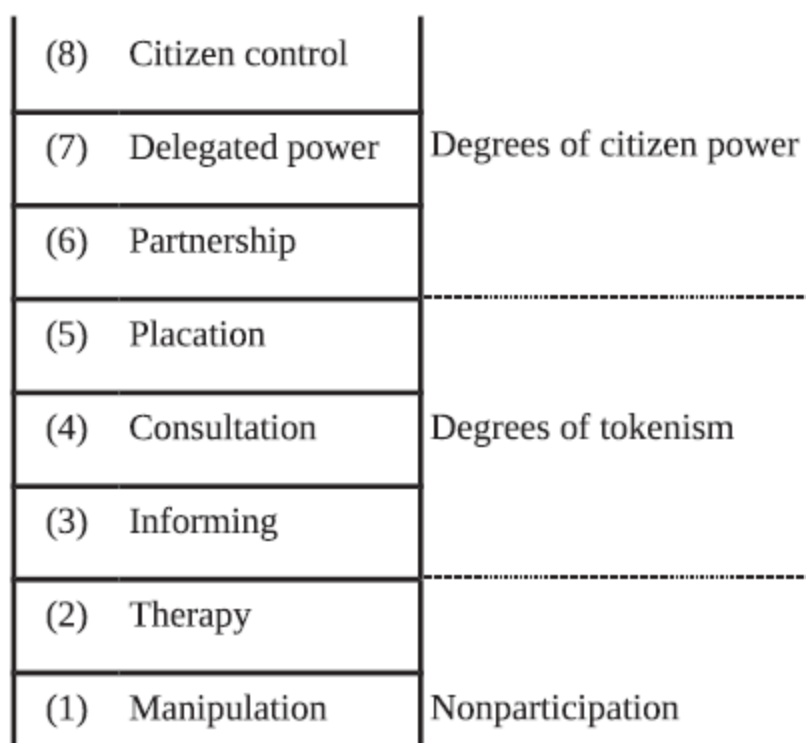 (8) Citizen control
(7) Delegated power Degrees of citizen power
(6) Partnership
(5) Placation
(4) Consultation Degrees of tokenism
(3) Informing
(2) Therapy
(1) Manipulation Nonparticipation